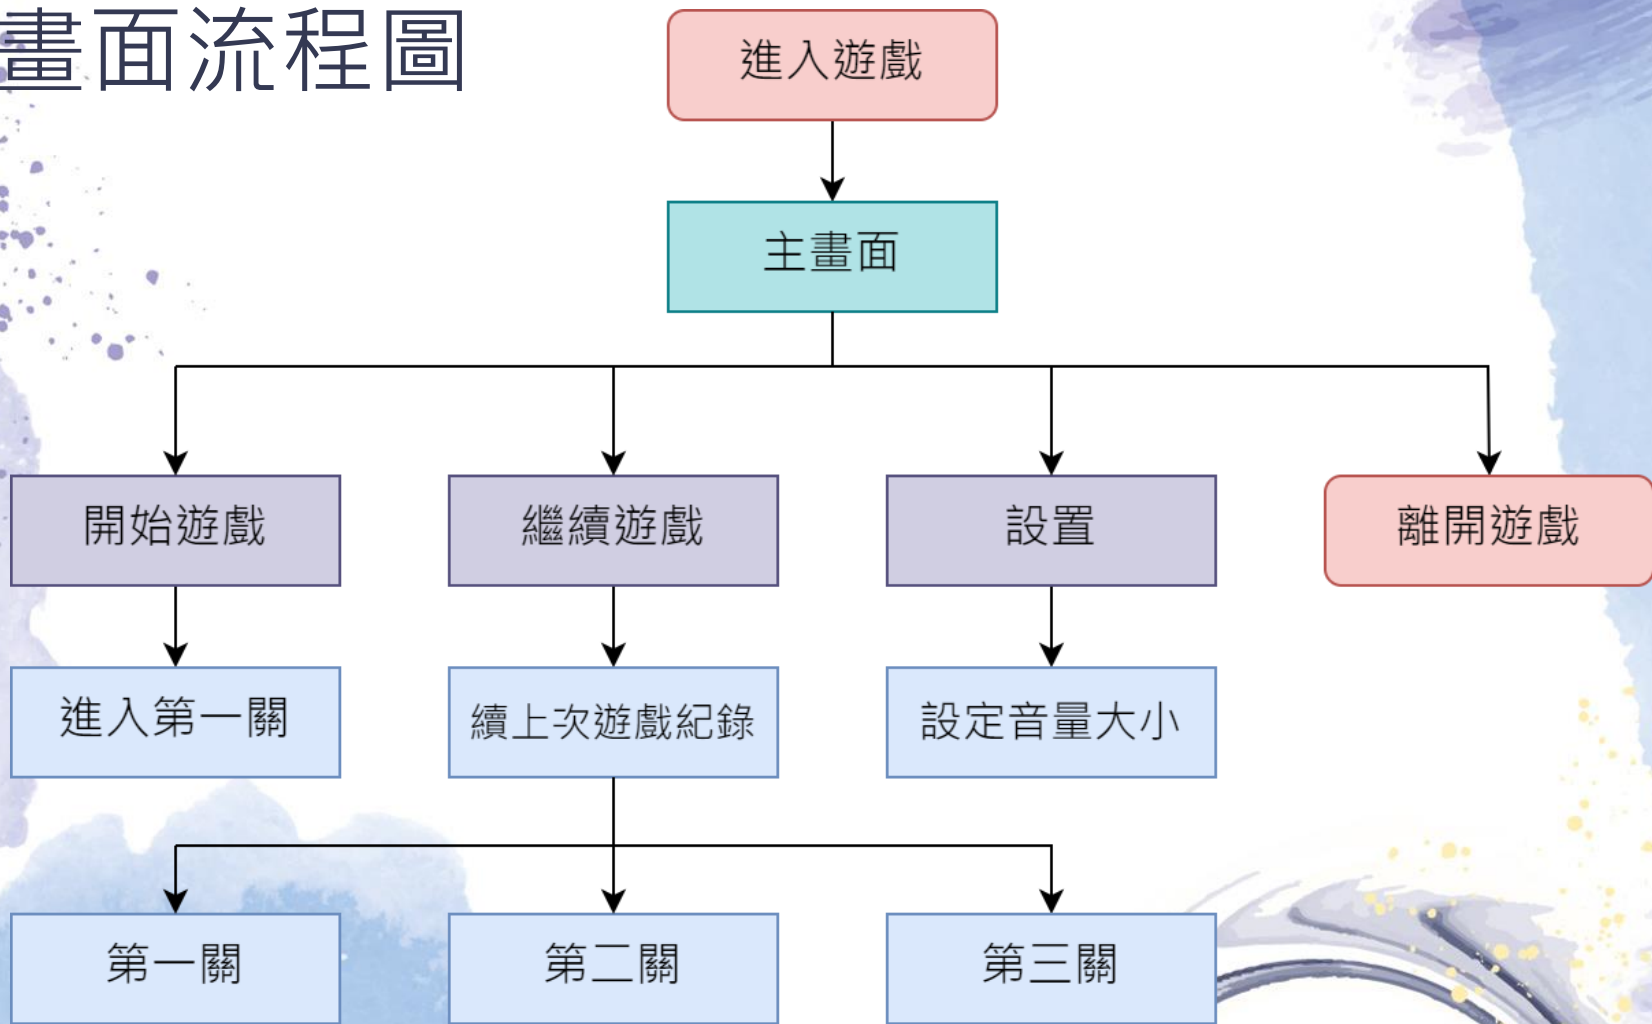 畫面流程圖
進入遊戲
主畫面
開始遊戲
繼續遊戲
設置
離開遊戲
進入第一關
續上次遊戲紀錄
設定音量大小
第一關
第二關
第三關